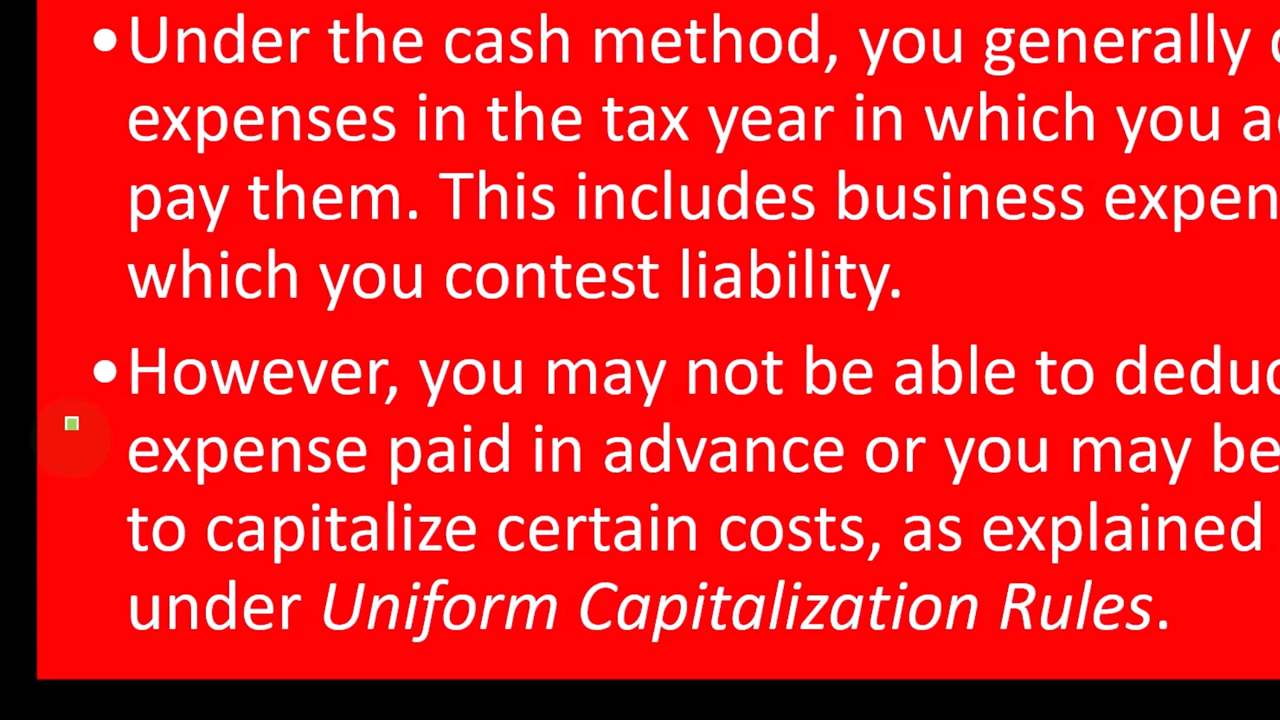 •Under the cash method, you generally
expenses in the tax year in which you
pay them. This includes business
which you contest liability.
•However, you may not be able to
expense paid in advance or you may be
to capitalize certain costs, as explained
under Uniform Capitalization Rules.